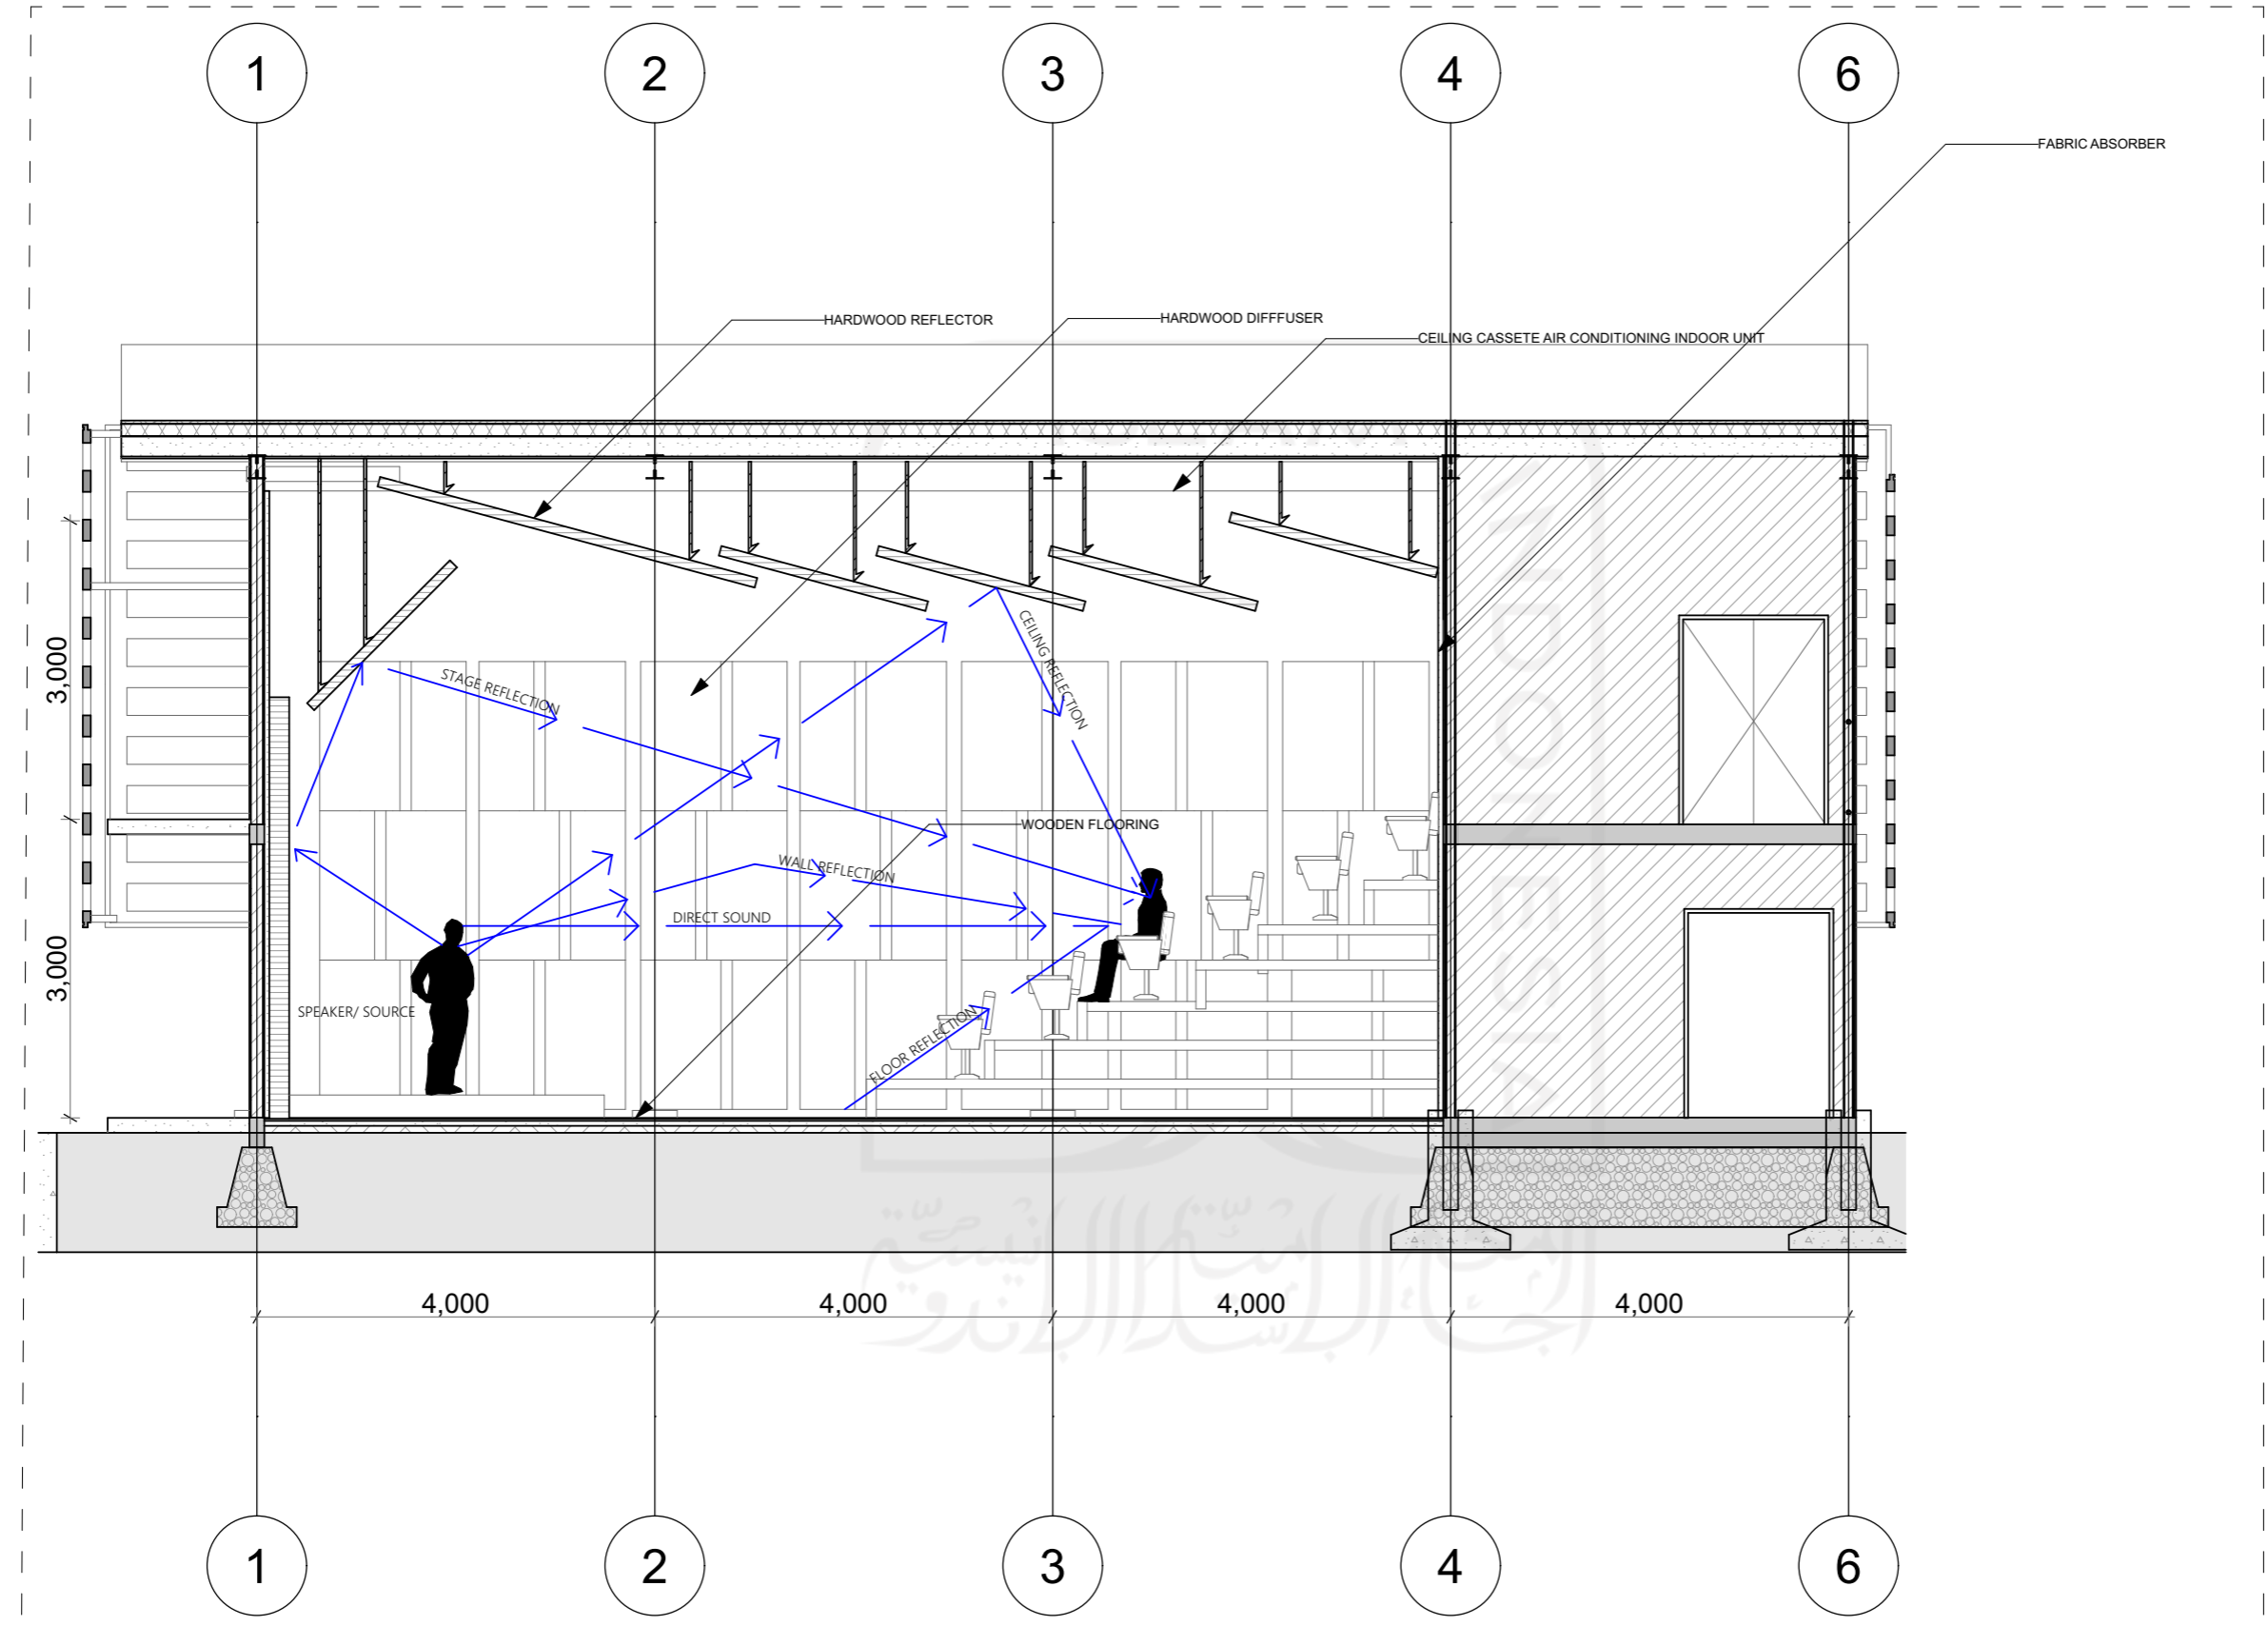 1
2
3
4
6
FABRIC ABSORBER
HARDWOOD REFLECTOR
HARDWOOD DIFFFUSER
CEILING CASSETE AIR CONDITIONING INDOOR UNIT
3,000
STAGE REFLECTION
CEILING REFLECTION
WOODEN FLOORING
WALL REFLECTION
DIRECT SOUND
3,000
SPEAKER/ SOURCE
FLOOR REFLECTION
4,000
4,000
4,000
4,000
1
2
3
4
6